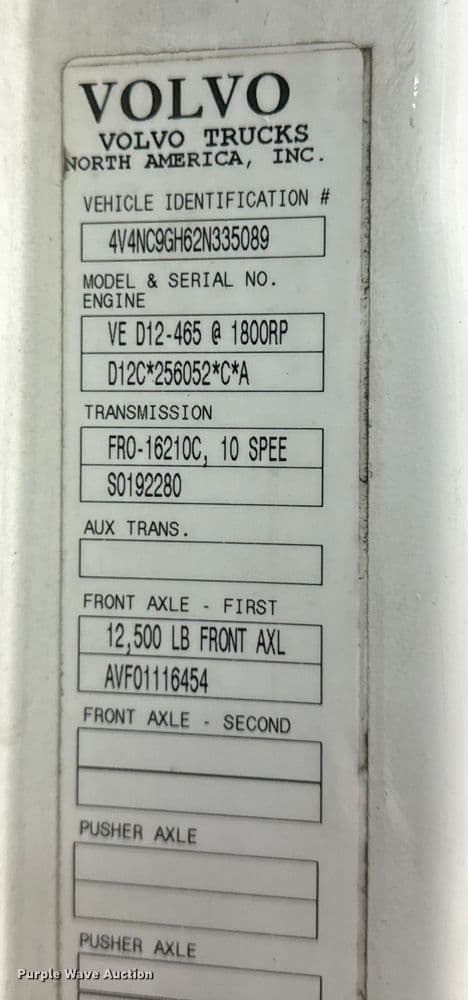 VOLVO
VOLVO TRUCKS
NORTH AMERICA, INC.
VEHICLE IDENTIFICATION #
4V4NC9GH62N335089
MODEL & SERIAL NO.
ENGINE
VE D12-465 @ 1800RP
D12C*256052*C*A
TRANSMISSION
FRO-16210C, 10 SPEE
S0192280
AUX TRANS.
FRONT AXLE - FIRST
12,500 LB FRONT AXL
AVF01116454
FRONT AXLE - SECOND
PUSHER AXLE
PUSHER AXLE
Purple Wave Auction